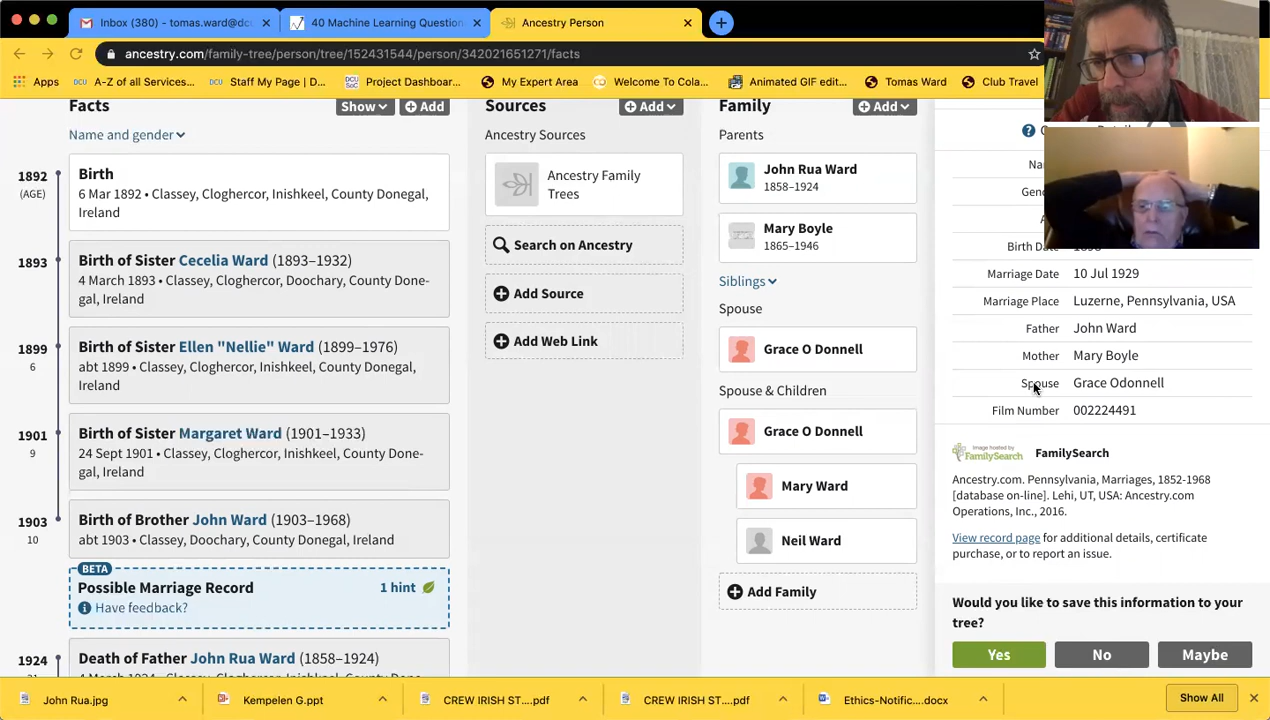 Inbox (380) - tomas.ward@dc
40 Machine Learning Question
Ancestry Person
ancestry.com/family-tree/person/tree/152431544/person/342021651271/facts
Apps
DCU A-Z of all Services...
DCU Staff My Page | D...
Project Dashboar...
My Expert Area
Welcome To Cola...
Animated GIF edit...
Tomas Ward
Club Travel
Facts
Show
Add
Name and gender
1892
(AGE)
Birth
6 Mar 1892 • Classey, Cloghercor, Inishkeel, County Donegal,
Ireland
1893
Birth of Sister Cecelia Ward (1893–1932)
4 March 1893 • Classey, Cloghercor, Doochary, County Done-
gal, Ireland
1899
6
Birth of Sister Ellen "Nellie" Ward (1899–1976)
abt 1899 • Classey, Cloghercor, Inishkeel, County Donegal,
Ireland
1901
9
Birth of Sister Margaret Ward (1901–1933)
24 Sept 1901 • Classey, Cloghercor, Inishkeel, County Done-
gal, Ireland
1903
10
Birth of Brother John Ward (1903–1968)
abt 1903 • Classey, Doochary, County Donegal, Ireland
BETA
Possible Marriage Record
1 hint
Have feedback?
1924
Death of Father John Rua Ward (1858–1924)
Sources
Add
Ancestry Sources
Ancestry Family
Trees
Search on Ancestry
Add Source
Add Web Link
Family
Add
Parents
John Rua Ward
1858–1924
Mary Boyle
1865–1946
Siblings
Spouse
Grace O Donnell
Spouse & Children
Grace O Donnell
Mary Ward
Neil Ward
Add Family
Birth Date
Marriage Date 10 Jul 1929
Marriage Place Luzerne, Pennsylvania, USA
Father John Ward
Mother Mary Boyle
Spouse Grace Odonnell
Film Number 002224491
Image hosted by
FamilySearch
FamilySearch
Ancestry.com. Pennsylvania, Marriages, 1852-1968
[database on-line]. Lehi, UT, USA: Ancestry.com
Operations, Inc., 2016.
View record page for additional details, certificate
purchase, or to report an issue.
Would you like to save this information to your
tree?
Yes
No
Maybe
John Rua.jpg
Kempelen G.ppt
CREW IRISH ST....pdf
CREW IRISH ST....pdf
Ethics-Notific....docx
Show All